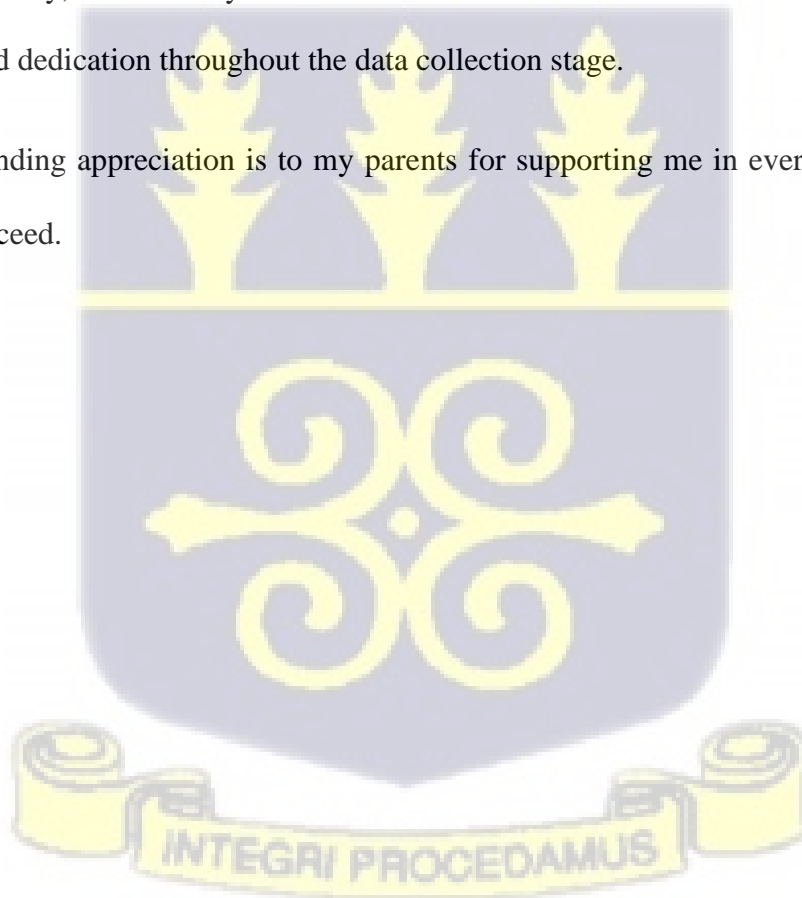 dedication throughout the data collection stage.
appreciation is to my parents for supporting me in ever
ceed.
INTEGRI PROCEDAMUS